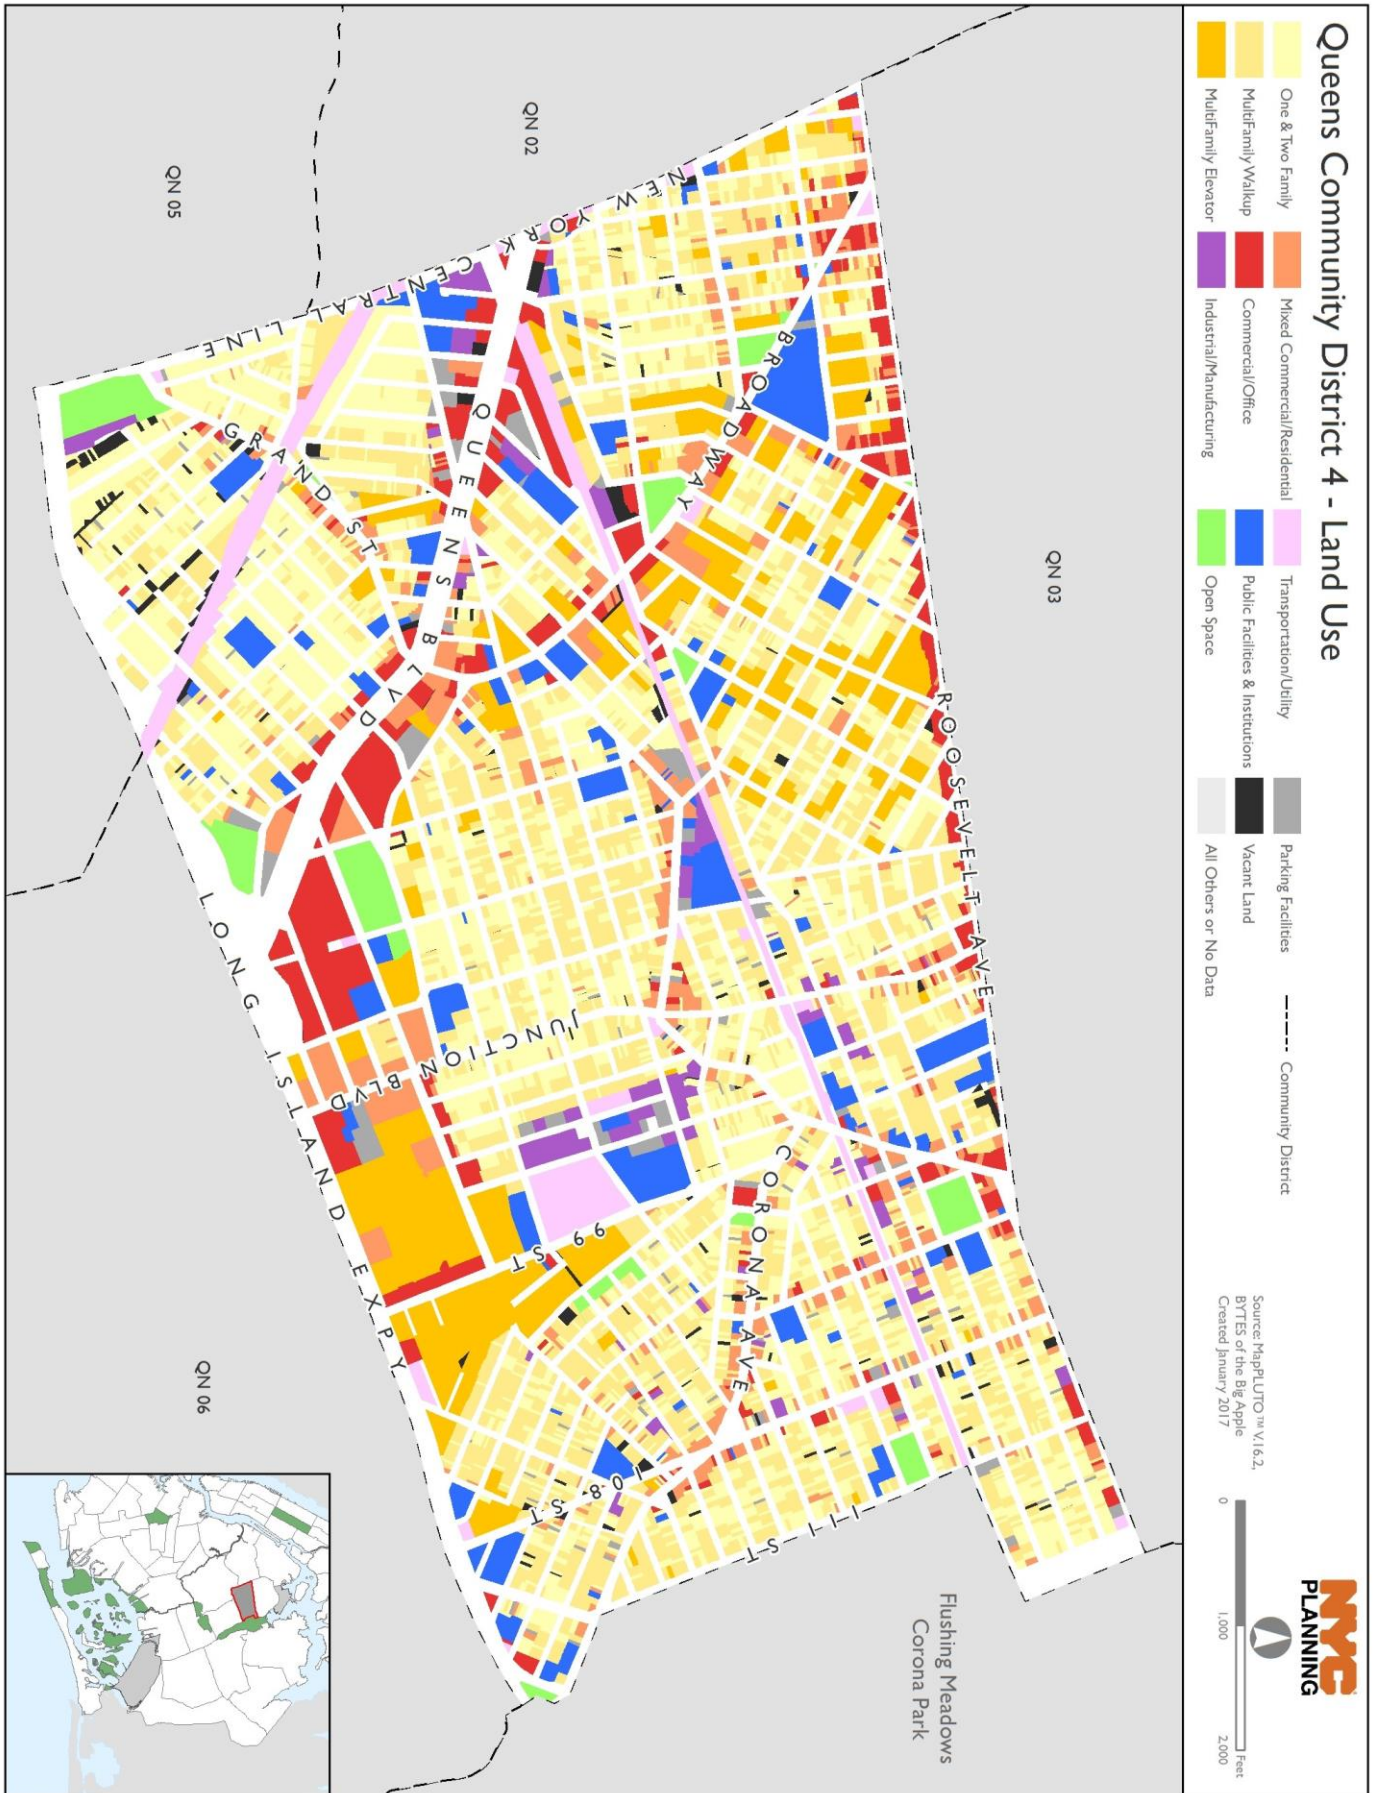 Queens Community District 4 - Land Use
One & Two Family
MultiFamily Walkup
MultiFamily Elevator
Mixed Commercial/Residential
Commercial/Office
Industrial/Manufacturing
Transportation/Utility
Public Facilities & Institutions
Open Space
Parking Facilities
Vacant Land
All Others or No Data
Community District
Source: MapPLUTO™ V.16.2,
BYTES of the Big Apple
Created January 2017
0 1,000 2,000
Feet
NYC
PLANNING
QN 03
QN 02
QN 05
QN 06
Flushing Meadows
Corona Park
ROOSEVELT AVE
BROADWAY
NEW YORK CENTRAL LINE
QUEENS BLVD
GRAND ST
JUNCTION BLVD
CORONA AVE
99 ST
108 ST
111 ST
LONG ISLAND EXPY